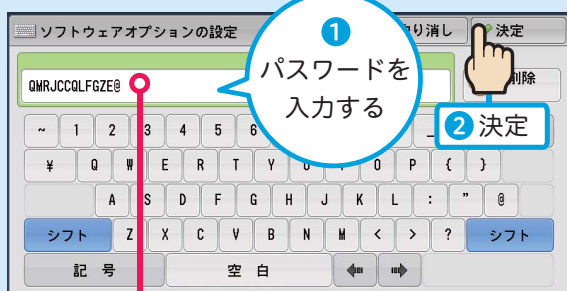 ソフトウェアオプションの設定
り消し
決定
1
パスワードを
入力する
QWRJCCQLFGZE@
削除
2 決定
~ 1 2 3 4 5 6 _
¥ Q W E R T Y U O P { }
A S D F G H J K L : " @
シフト Z X C V B N M < > ? シフト
記 号 空 白